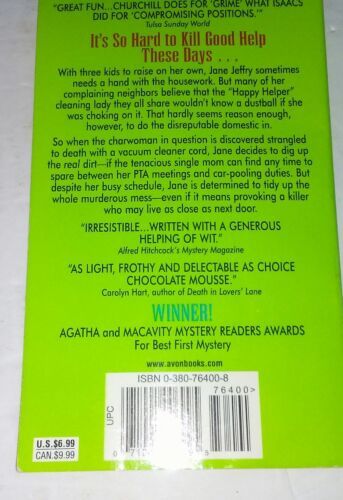 "GREAT FUN...CHURCHILL DOES FOR 'GRIME' WHAT ISAACS
DID FOR 'COMPROMISING POSITIONS.'"
Tulsa Sunday World
It's So Hard to Kill Good Help
These Days . . .
With three kids to raise on her own, Jane Jeffry sometimes
needs a hand with the housework. But many of her
complaining neighbors believe that the "Happy Helper"
cleaning lady they all share wouldn't know a dustball if she
was choking on it. That hardly seems reason enough,
however, to do the disreputable domestic in.
So when the charwoman in question is discovered strangled
to death with a vacuum cleaner cord, Jane decides to dig up
the real dirt—if the tenacious single mom can find any time to
spare between her PTA meetings and car-pooling duties. But
despite her busy schedule, Jane is determined to tidy up the
whole murderous mess—even if it means provoking a killer
who may live as close as next door.
"IRRESISTIBLE...WRITTEN WITH A GENEROUS
HELPING OF WIT."
Alfred Hitchcock's Mystery Magazine
"AS LIGHT, FROTHY AND DELECTABLE AS CHOICE
CHOCOLATE MOUSSE."
Carolyn Hart, author of Death in Lovers' Lane
WINNER!
AGATHA and MACAVITY MYSTERY READERS AWARDS
For Best First Mystery
www.avonbooks.com
ISBN 0-380-76400-8
76400>
UPC
U.S. $6.99
CAN. $9.99